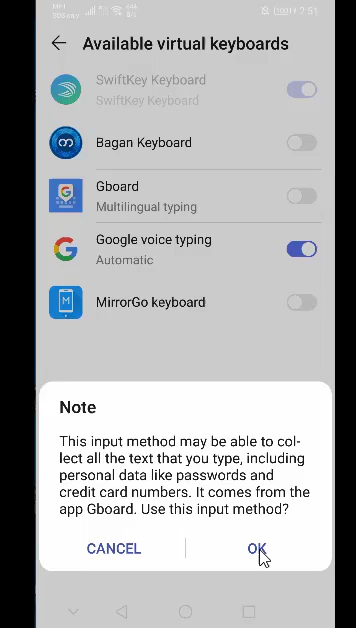 Available virtual keyboards
SwiftKey Keyboard
SwiftKey Keyboard
Bagan Keyboard
Gboard
Multilingual typing
Google voice typing
Automatic
MirrorGo keyboard
Note
This input method may be able to col-
lect all the text that you type, including
personal data like passwords and
credit card numbers. It comes from the
app Gboard. Use this input method?
CANCEL
OK